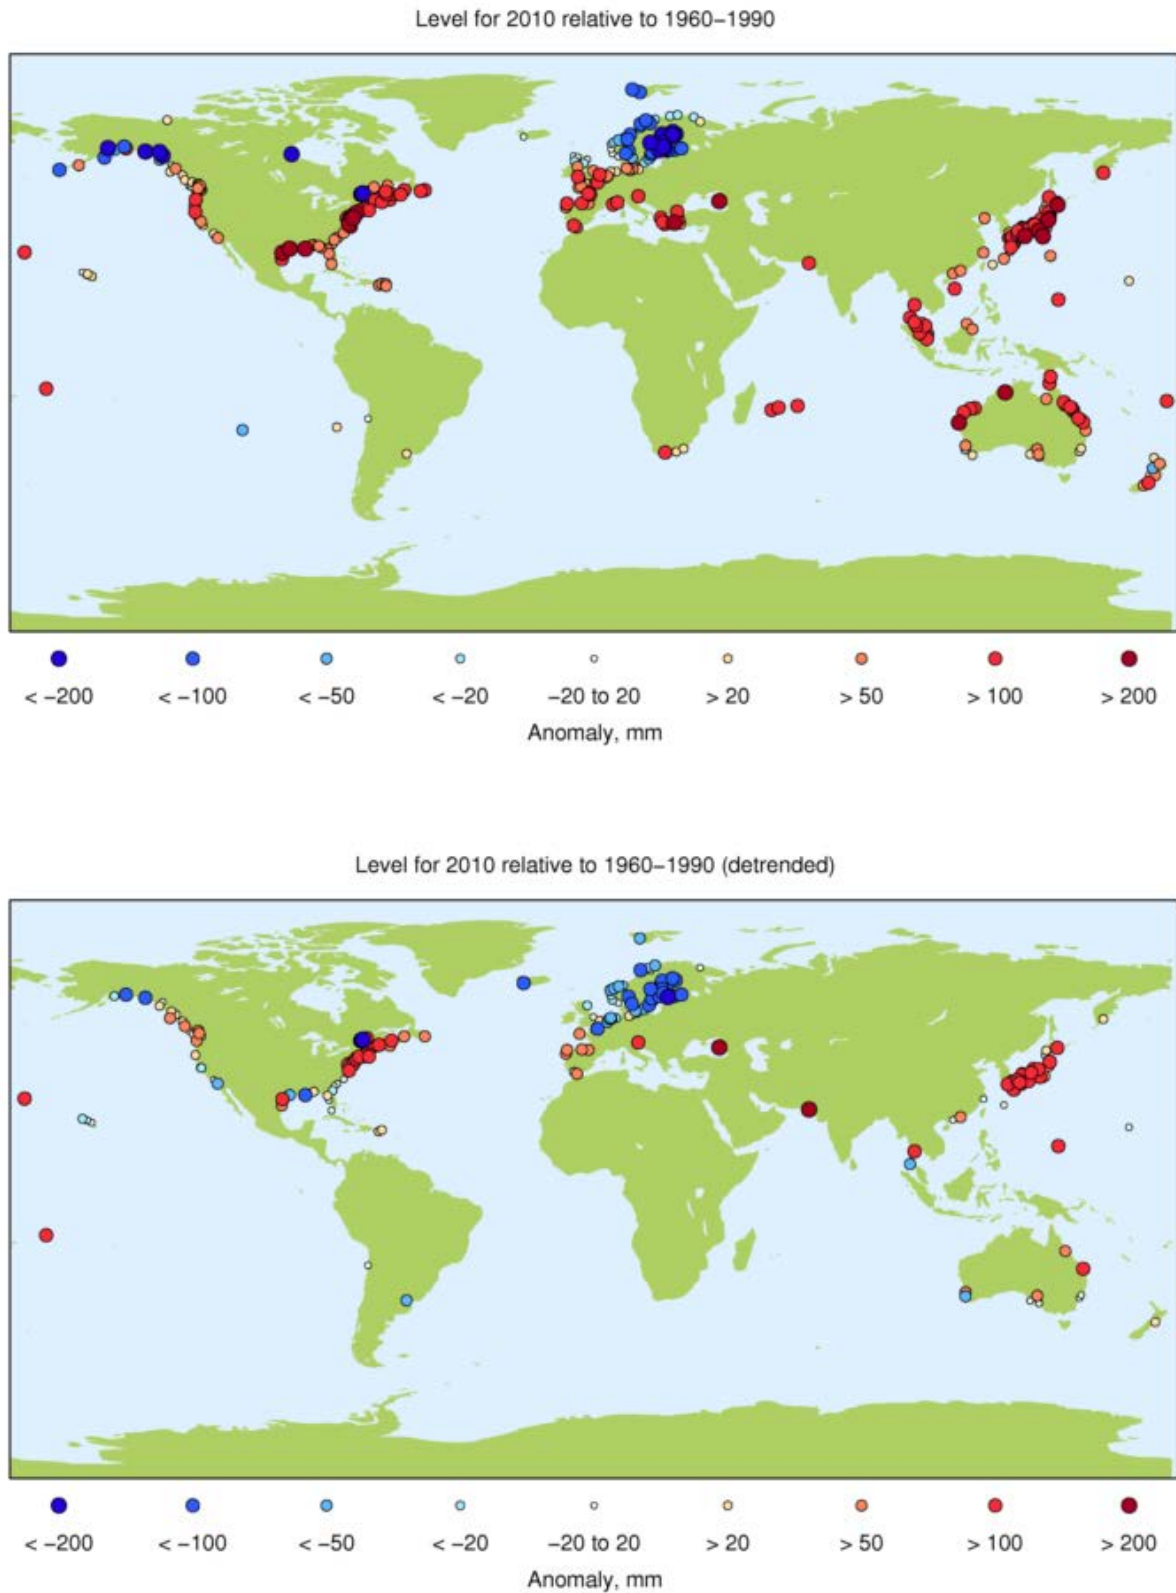 Level for 2010 relative to 1960−1990
< −200 < −100 < −50 < −20 −20 to 20 > 20 > 50 > 100 > 200
Anomaly, mm
Level for 2010 relative to 1960−1990 (detrended)
< −200 < −100 < −50 < −20 −20 to 20 > 20 > 50 > 100 > 200
Anomaly, mm